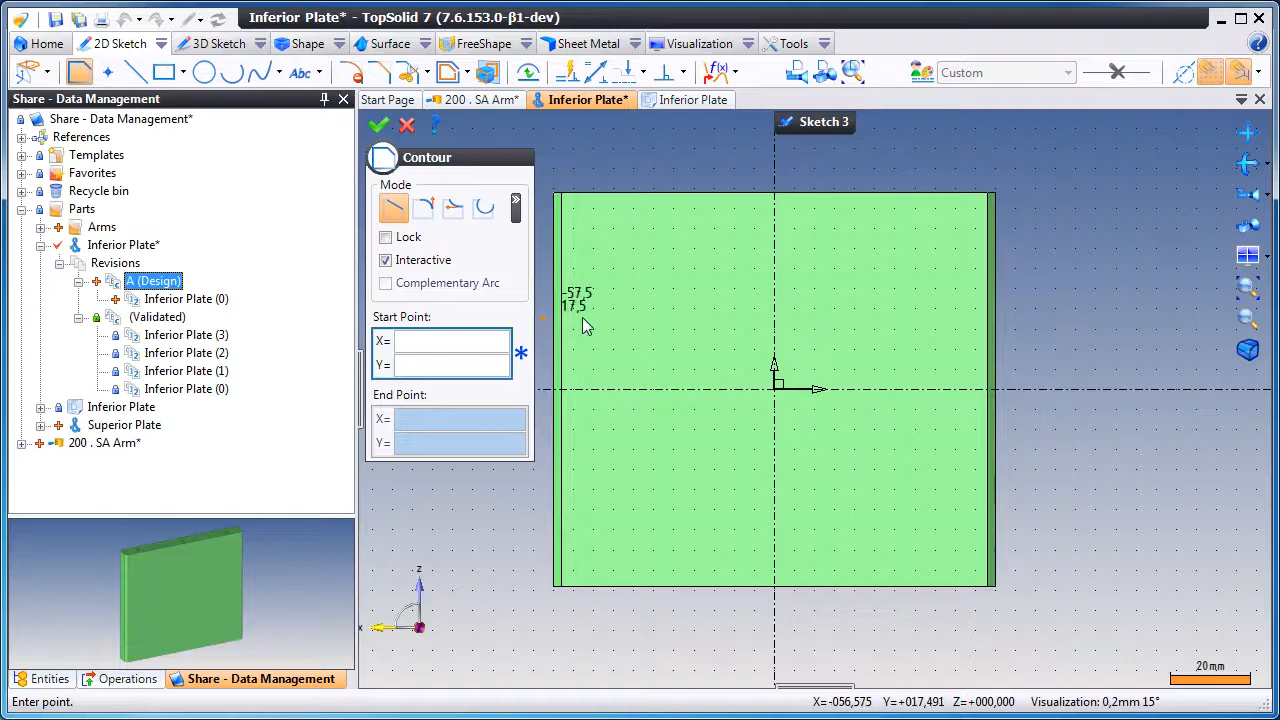 Inferior Plate* - TopSolid 7 (7.6.153.0-β1-dev)
Home
2D Sketch
3D Sketch
Shape
Surface
FreeShape
Sheet Metal
Visualization
Tools
Abc
Custom
Share - Data Management
Start Page
200 . SA Arm*
Inferior Plate*
Inferior Plate
Share - Data Management*
References
Templates
Favorites
Recycle bin
Parts
Arms
Inferior Plate*
Revisions
A (Design)
Inferior Plate (0)
(Validated)
Inferior Plate (3)
Inferior Plate (2)
Inferior Plate (1)
Inferior Plate (0)
Inferior Plate
Superior Plate
200 . SA Arm*
Sketch 3
Contour
Mode
Lock
Interactive
Complementary Arc
Start Point:
X=
Y=
End Point:
X=
Y=
-57,5
17,5
z
x
20 mm
Entities
Operations
Share - Data Management
Enter point.
X=-056,575
Y=+017,491
Z=+000,000
Visualization: 0,2mm 15°